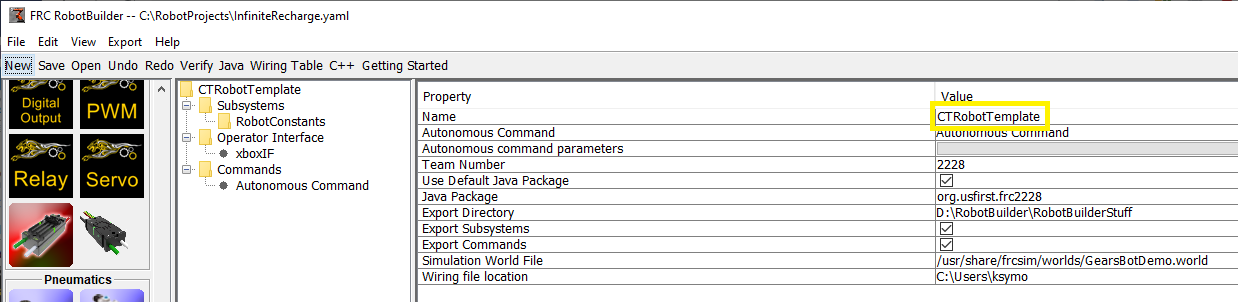 FRC RobotBuilder -- C:\RobotProjects\InfiniteRecharge.yaml
File Edit View Export Help
New Save Open Undo Redo Verify Java Wiring Table C++ Getting Started
Digital Output
PWM
Relay
Servo
Pneumatics
CTRobotTemplate
Subsystems
RobotConstants
Operator Interface
xboxIF
Commands
Autonomous Command
Property Value
Name CTRobotTemplate
Autonomous Command Autonomous Command
Autonomous command parameters
Team Number 2228
Use Default Java Package
Java Package org.usfirst.frc2228
Export Directory D:\RobotBuilder\RobotBuilderStuff
Export Subsystems
Export Commands
Simulation World File /usr/share/frcsim/worlds/GearsBotDemo.world
Wiring file location C:\Users\ksymo